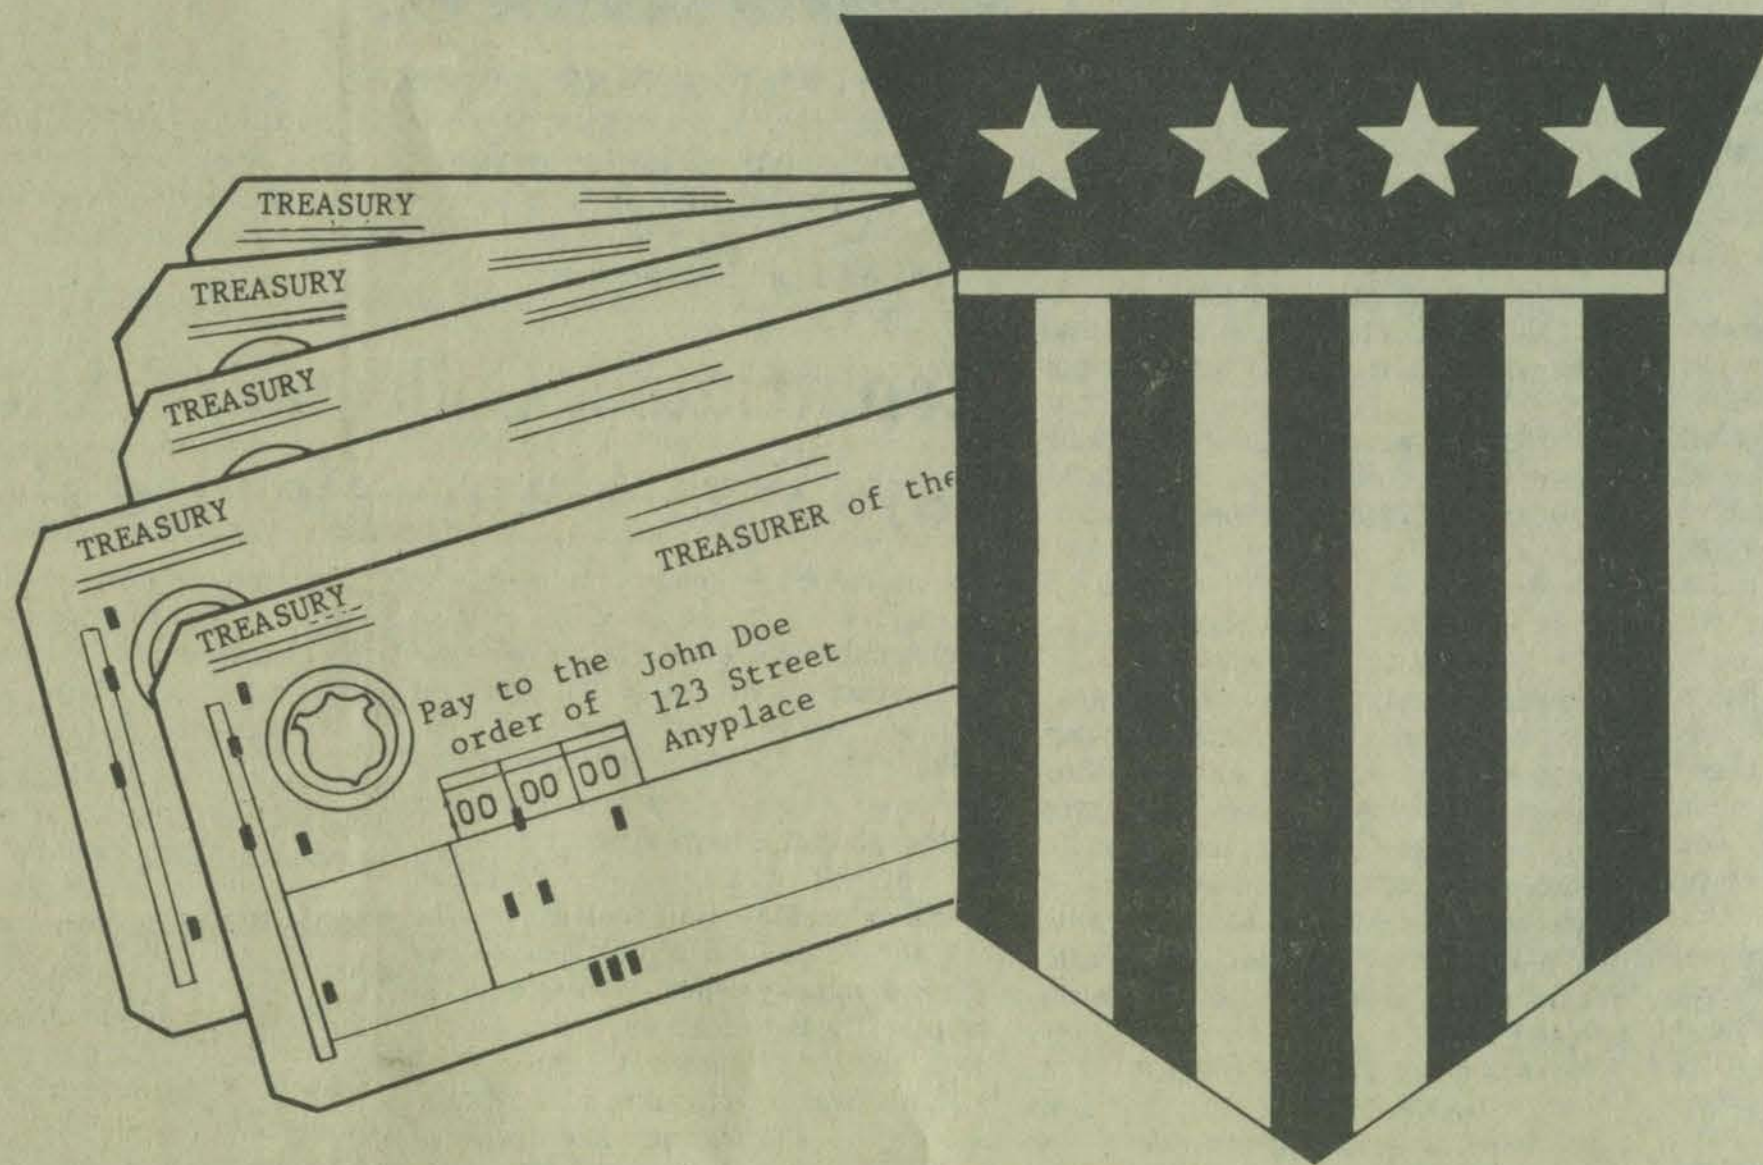 TREASURY
TREASURY
TREASURY
TREASURY
TREASURER of the
TREASURY
Pay to the
order of
John Doe
123 Street
Anyplace
00 00 00